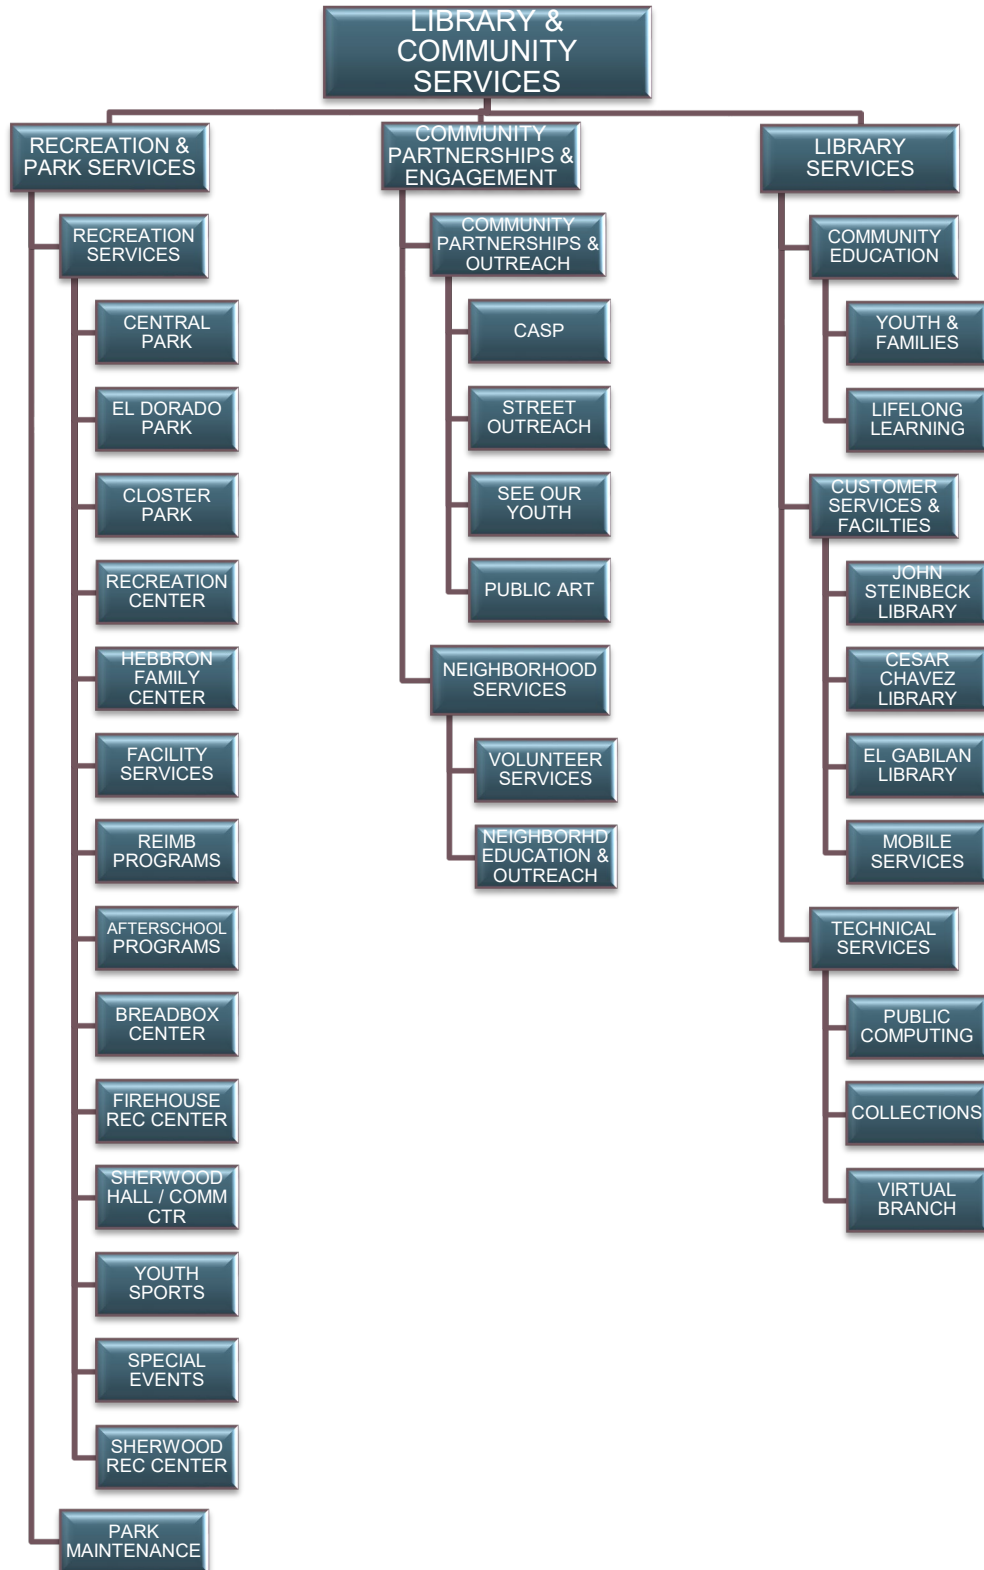 LIBRARY &
COMMUNITY
SERVICES
RECREATION &
PARK SERVICES
RECREATION
SERVICES
CENTRAL
PARK
EL DORADO
PARK
CLOSTER
PARK
RECREATION
CENTER
HEBBRON
FAMILY
CENTER
FACILITY
SERVICES
REIMB
PROGRAMS
AFTERSCHOOL
PROGRAMS
BREADBOX
CENTER
FIREHOUSE
REC CENTER
SHERWOOD
HALL / COMM
CTR
YOUTH
SPORTS
SPECIAL
EVENTS
SHERWOOD
REC CENTER
PARK
MAINTENANCE
COMMUNITY
PARTNERSHIPS &
ENGAGEMENT
COMMUNITY
PARTNERSHIPS &
OUTREACH
CASP
STREET
OUTREACH
SEE OUR
YOUTH
PUBLIC ART
NEIGHBORHOOD
SERVICES
VOLUNTEER
SERVICES
NEIGHBORHD
EDUCATION &
OUTREACH
LIBRARY
SERVICES
COMMUNITY
EDUCATION
YOUTH &
FAMILIES
LIFELONG
LEARNING
CUSTOMER
SERVICES &
FACILTIES
JOHN
STEINBECK
LIBRARY
CESAR
CHAVEZ
LIBRARY
EL GABILAN
LIBRARY
MOBILE
SERVICES
TECHNICAL
SERVICES
PUBLIC
COMPUTING
COLLECTIONS
VIRTUAL
BRANCH